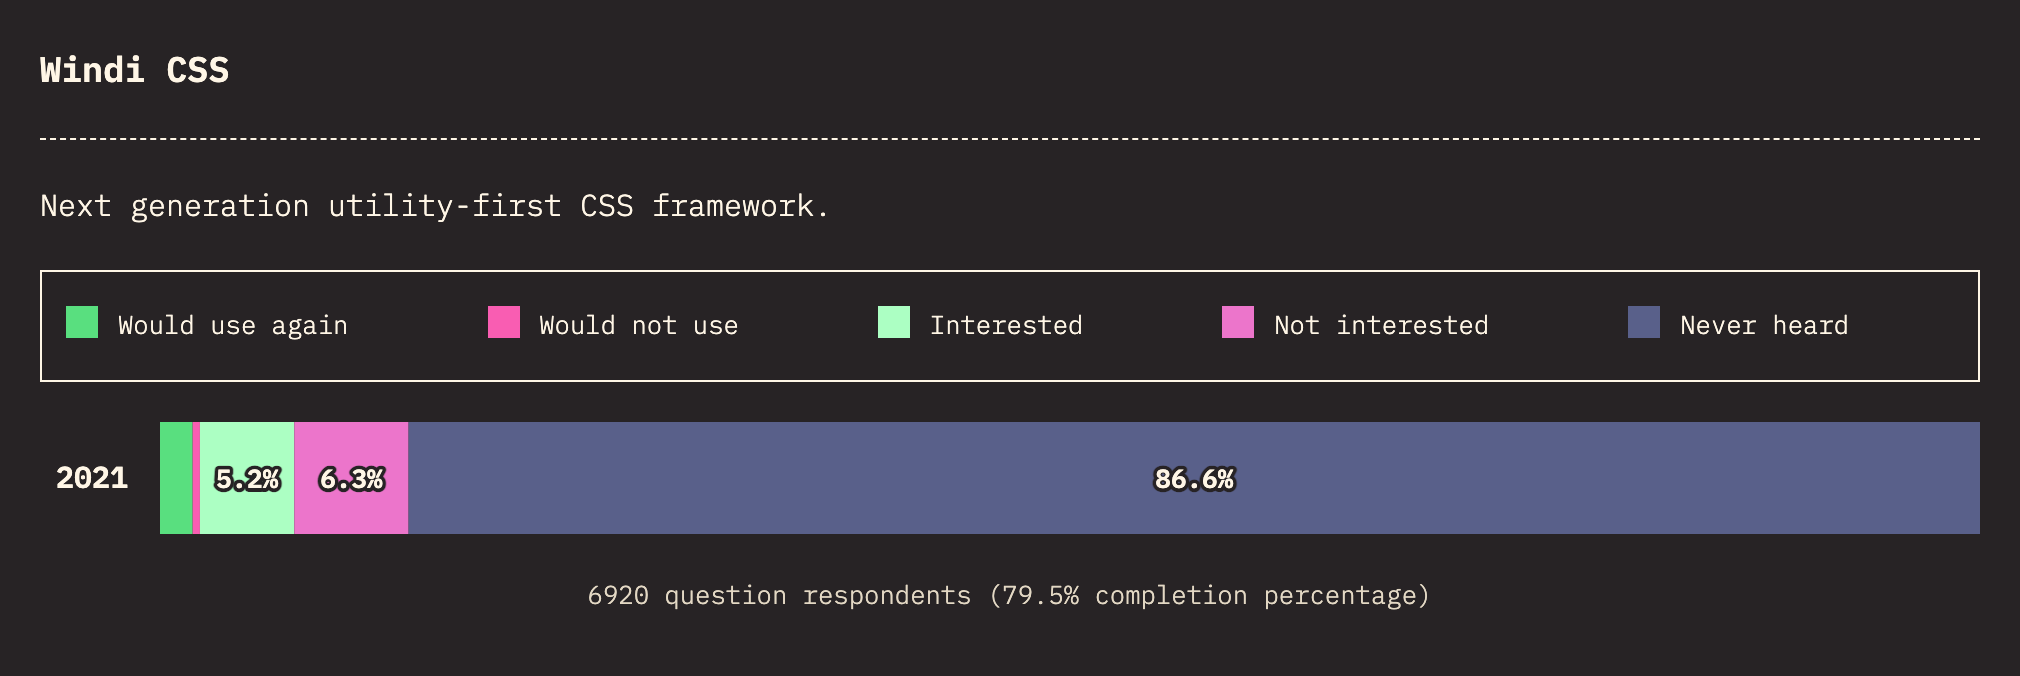 Windi CSS
Next generation utility-first CSS framework.
Would use again Would not use Interested Not interested Never heard
2021 5.2% 6.3% 86.6%
6920 question respondents (79.5% completion percentage)